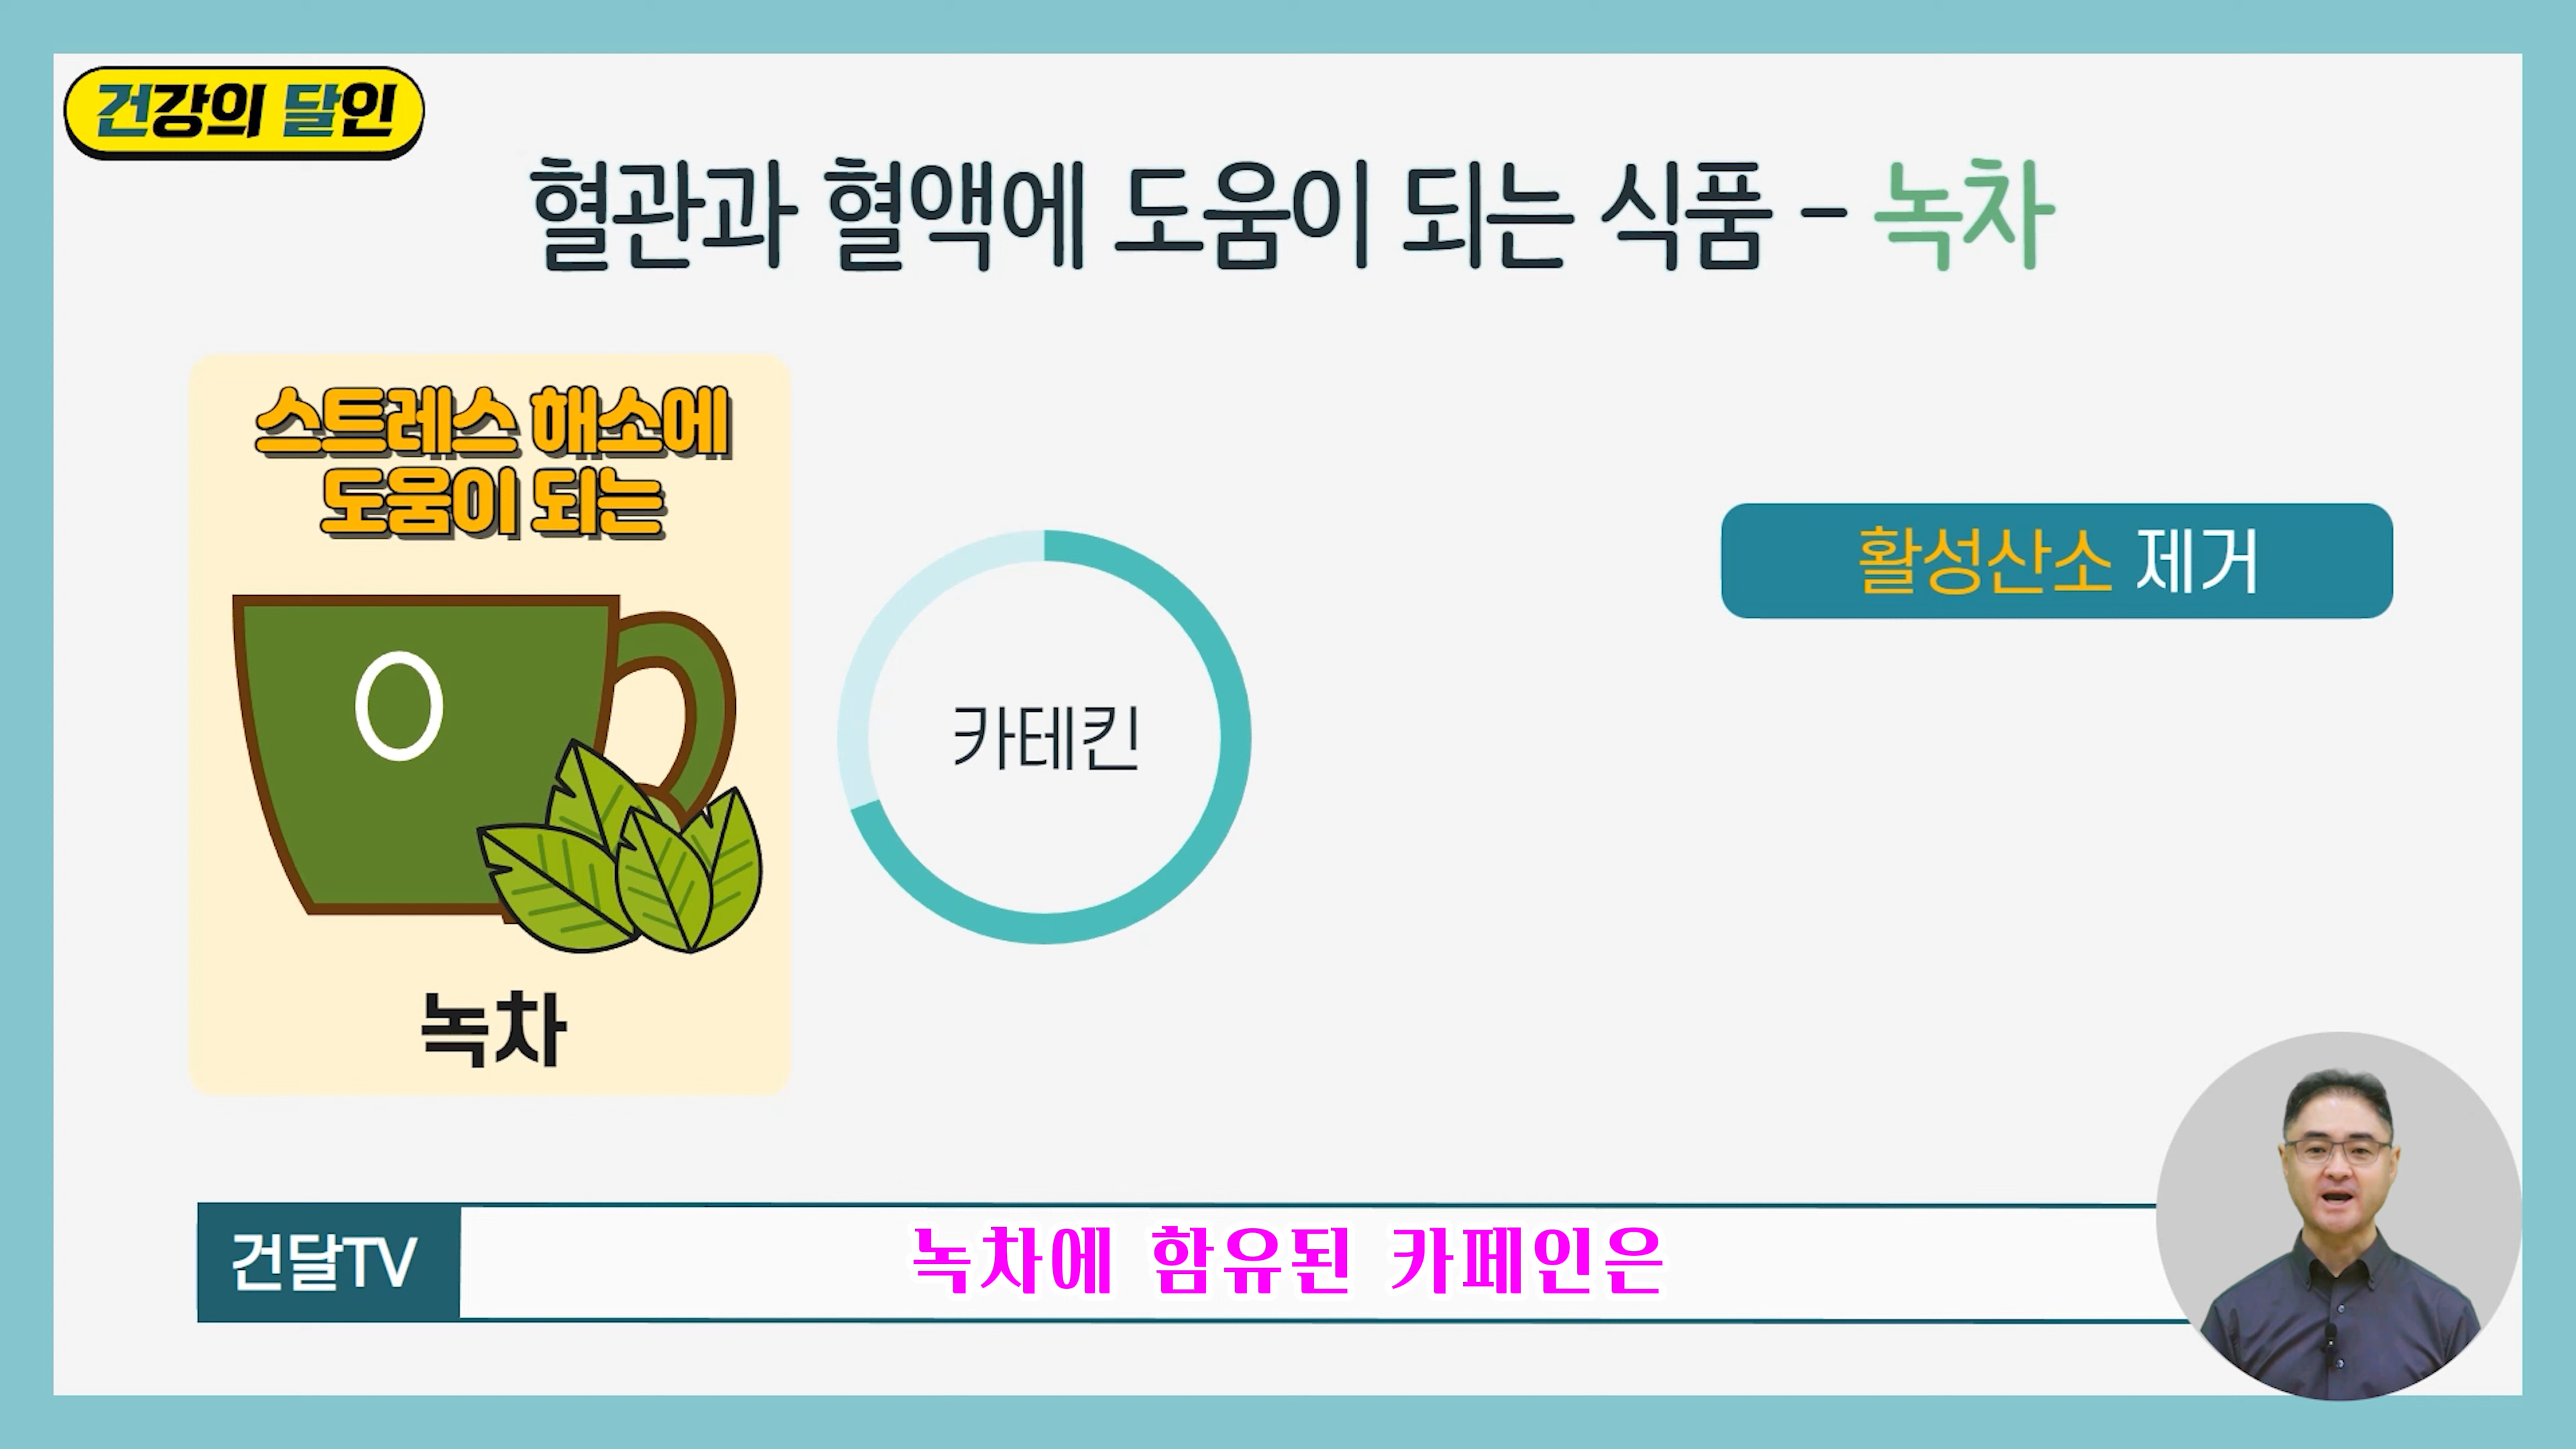 건강의 달인
혈관과 혈액에 도움이 되는 식품 - 녹차
스트레스 해소에
도움이 되는
녹차
카테킨
활성산소 제거
건달TV
녹차에 함유된 카페인은